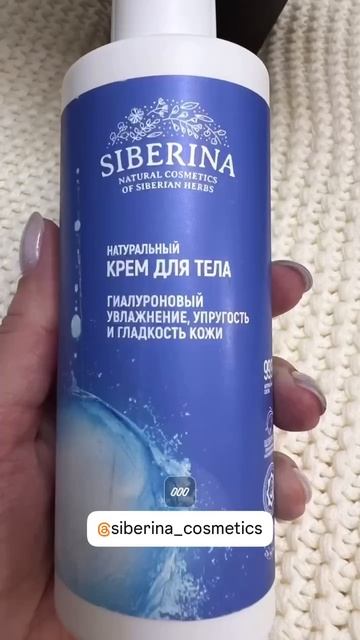 SIBERINA
NATURAL COSMETICS
OF SIBERIAN HERBS
НАТУРАЛЬНЫЙ
КРЕМ ДЛЯ ТЕЛА
ГИАЛУРОНОВЫЙ
УВЛАЖНЕНИЕ, УПРУГОСТЬ
И ГЛАДКОСТЬ КОЖИ
siberina_cosmetics